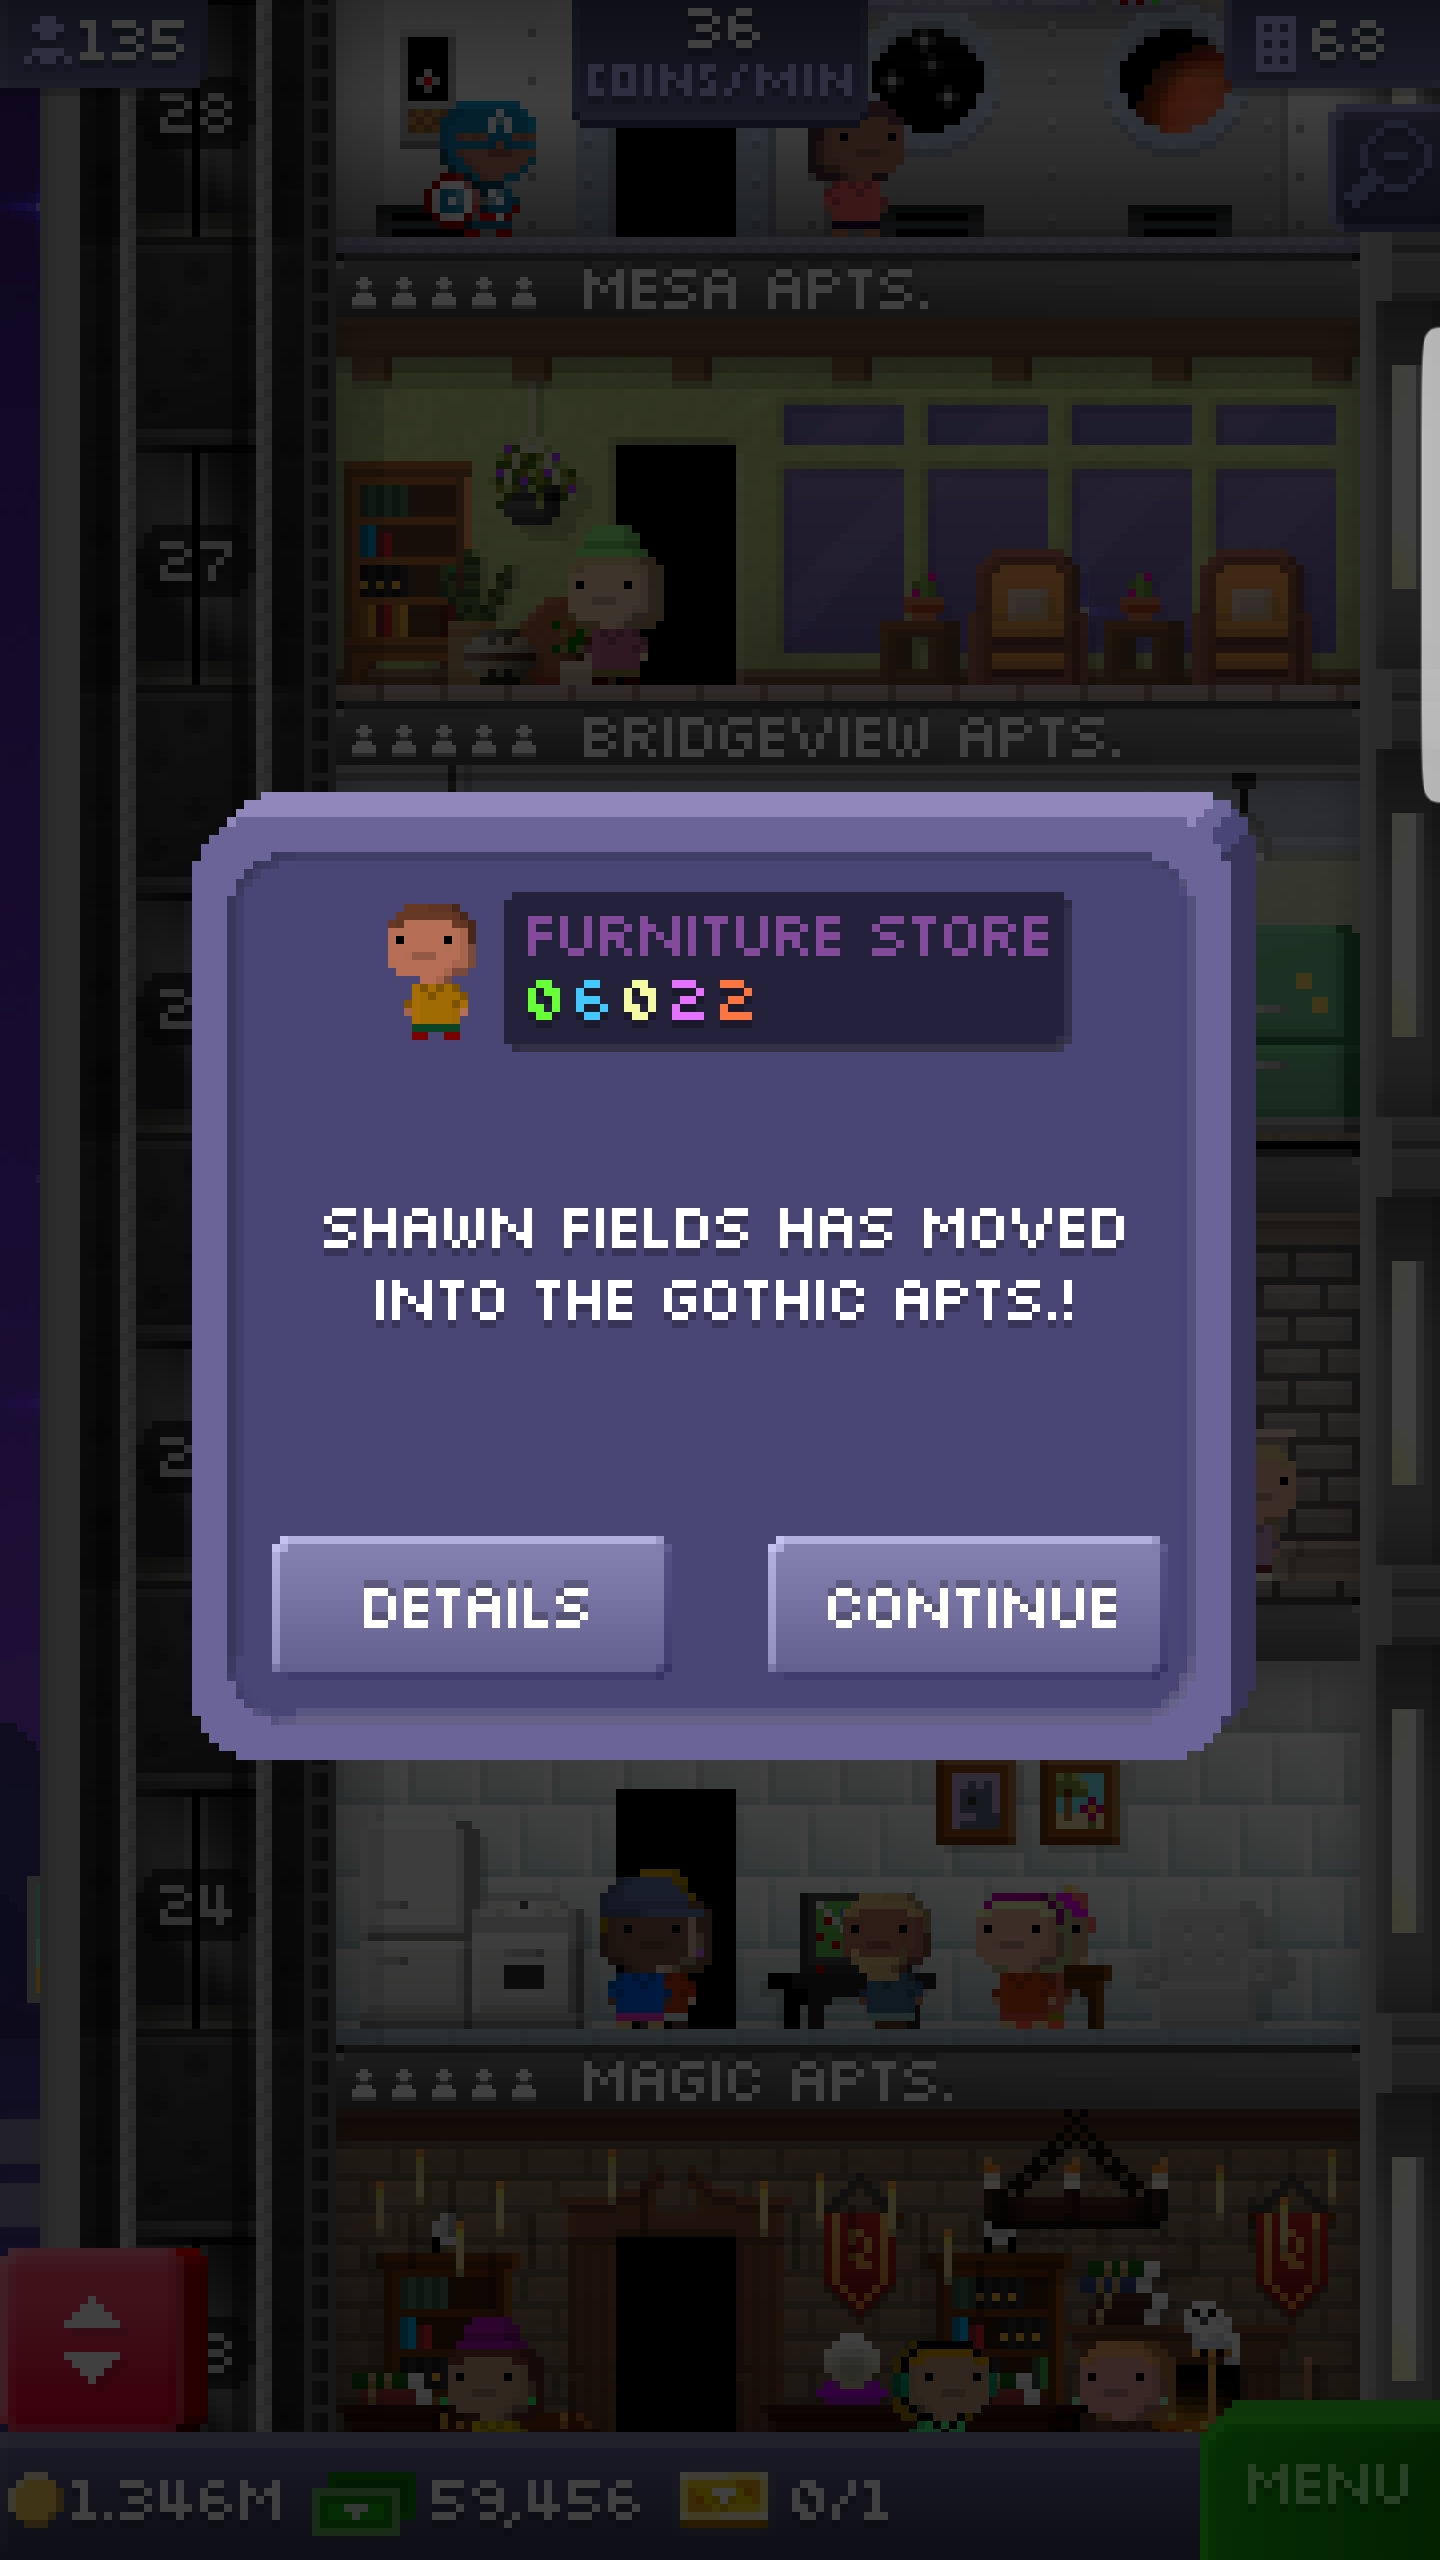 135
36
COINS/MIN
68
28
MESA APTS.
27
BRIDGEVIEW APTS.
FURNITURE STORE
06022
SHAWN FIELDS HAS MOVED
INTO THE GOTHIC APTS.!
DETAILS
CONTINUE
24
MAGIC APTS.
MENU
1.346M
59,456
0/1